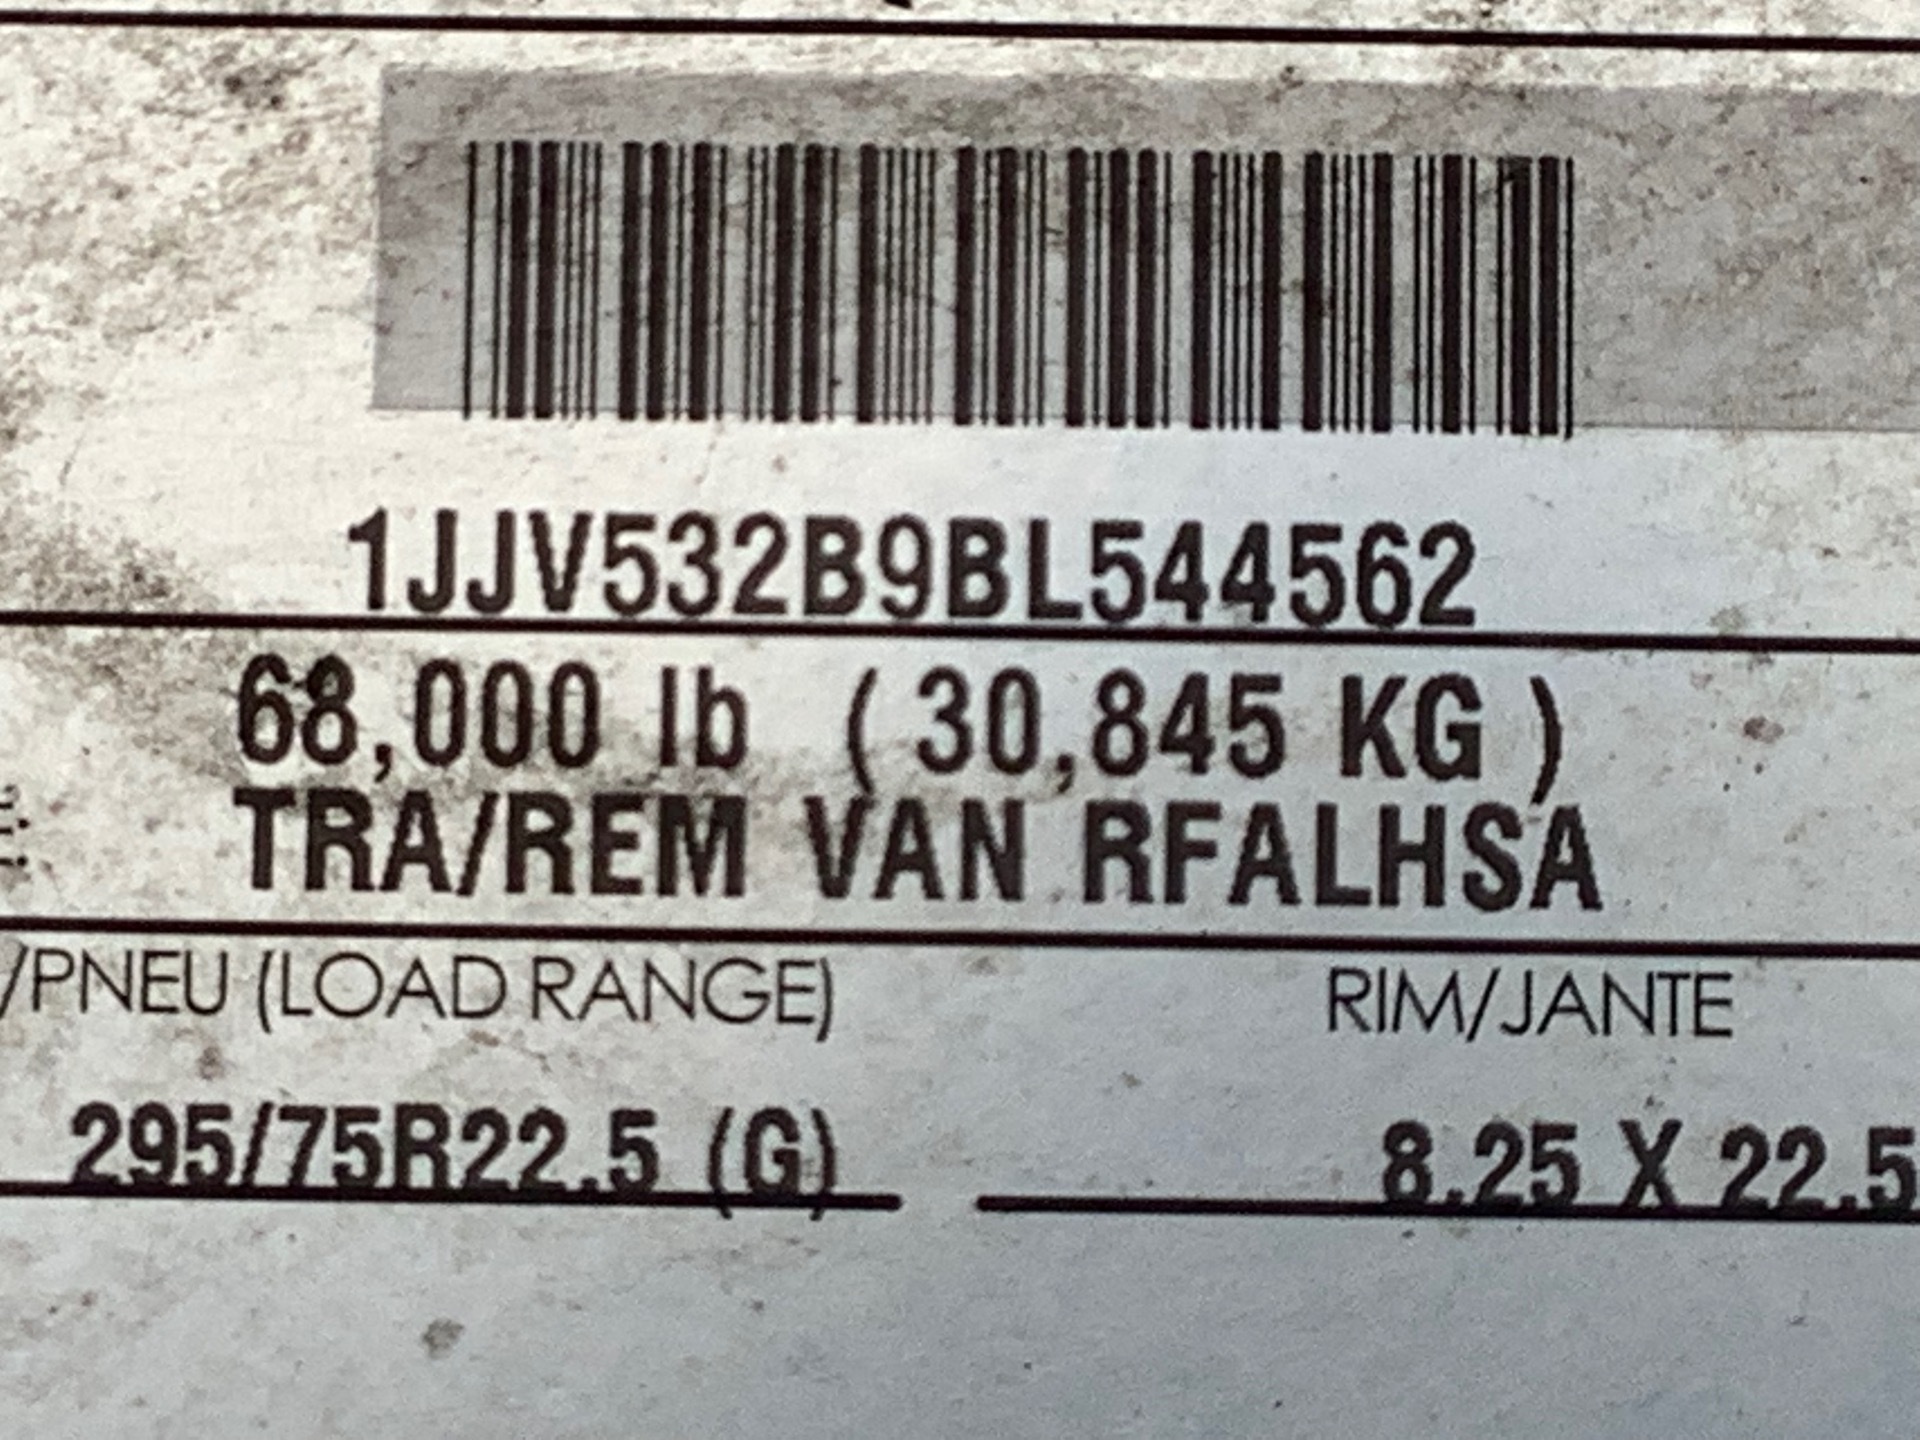 1JJV532B9BL544562
68,000 lb ( 30,845 KG )
TRA/REM VAN RFALHSA
/PNEU (LOAD RANGE) RIM/JANTE
295/75R22.5 (G) 8.25 X 22.5